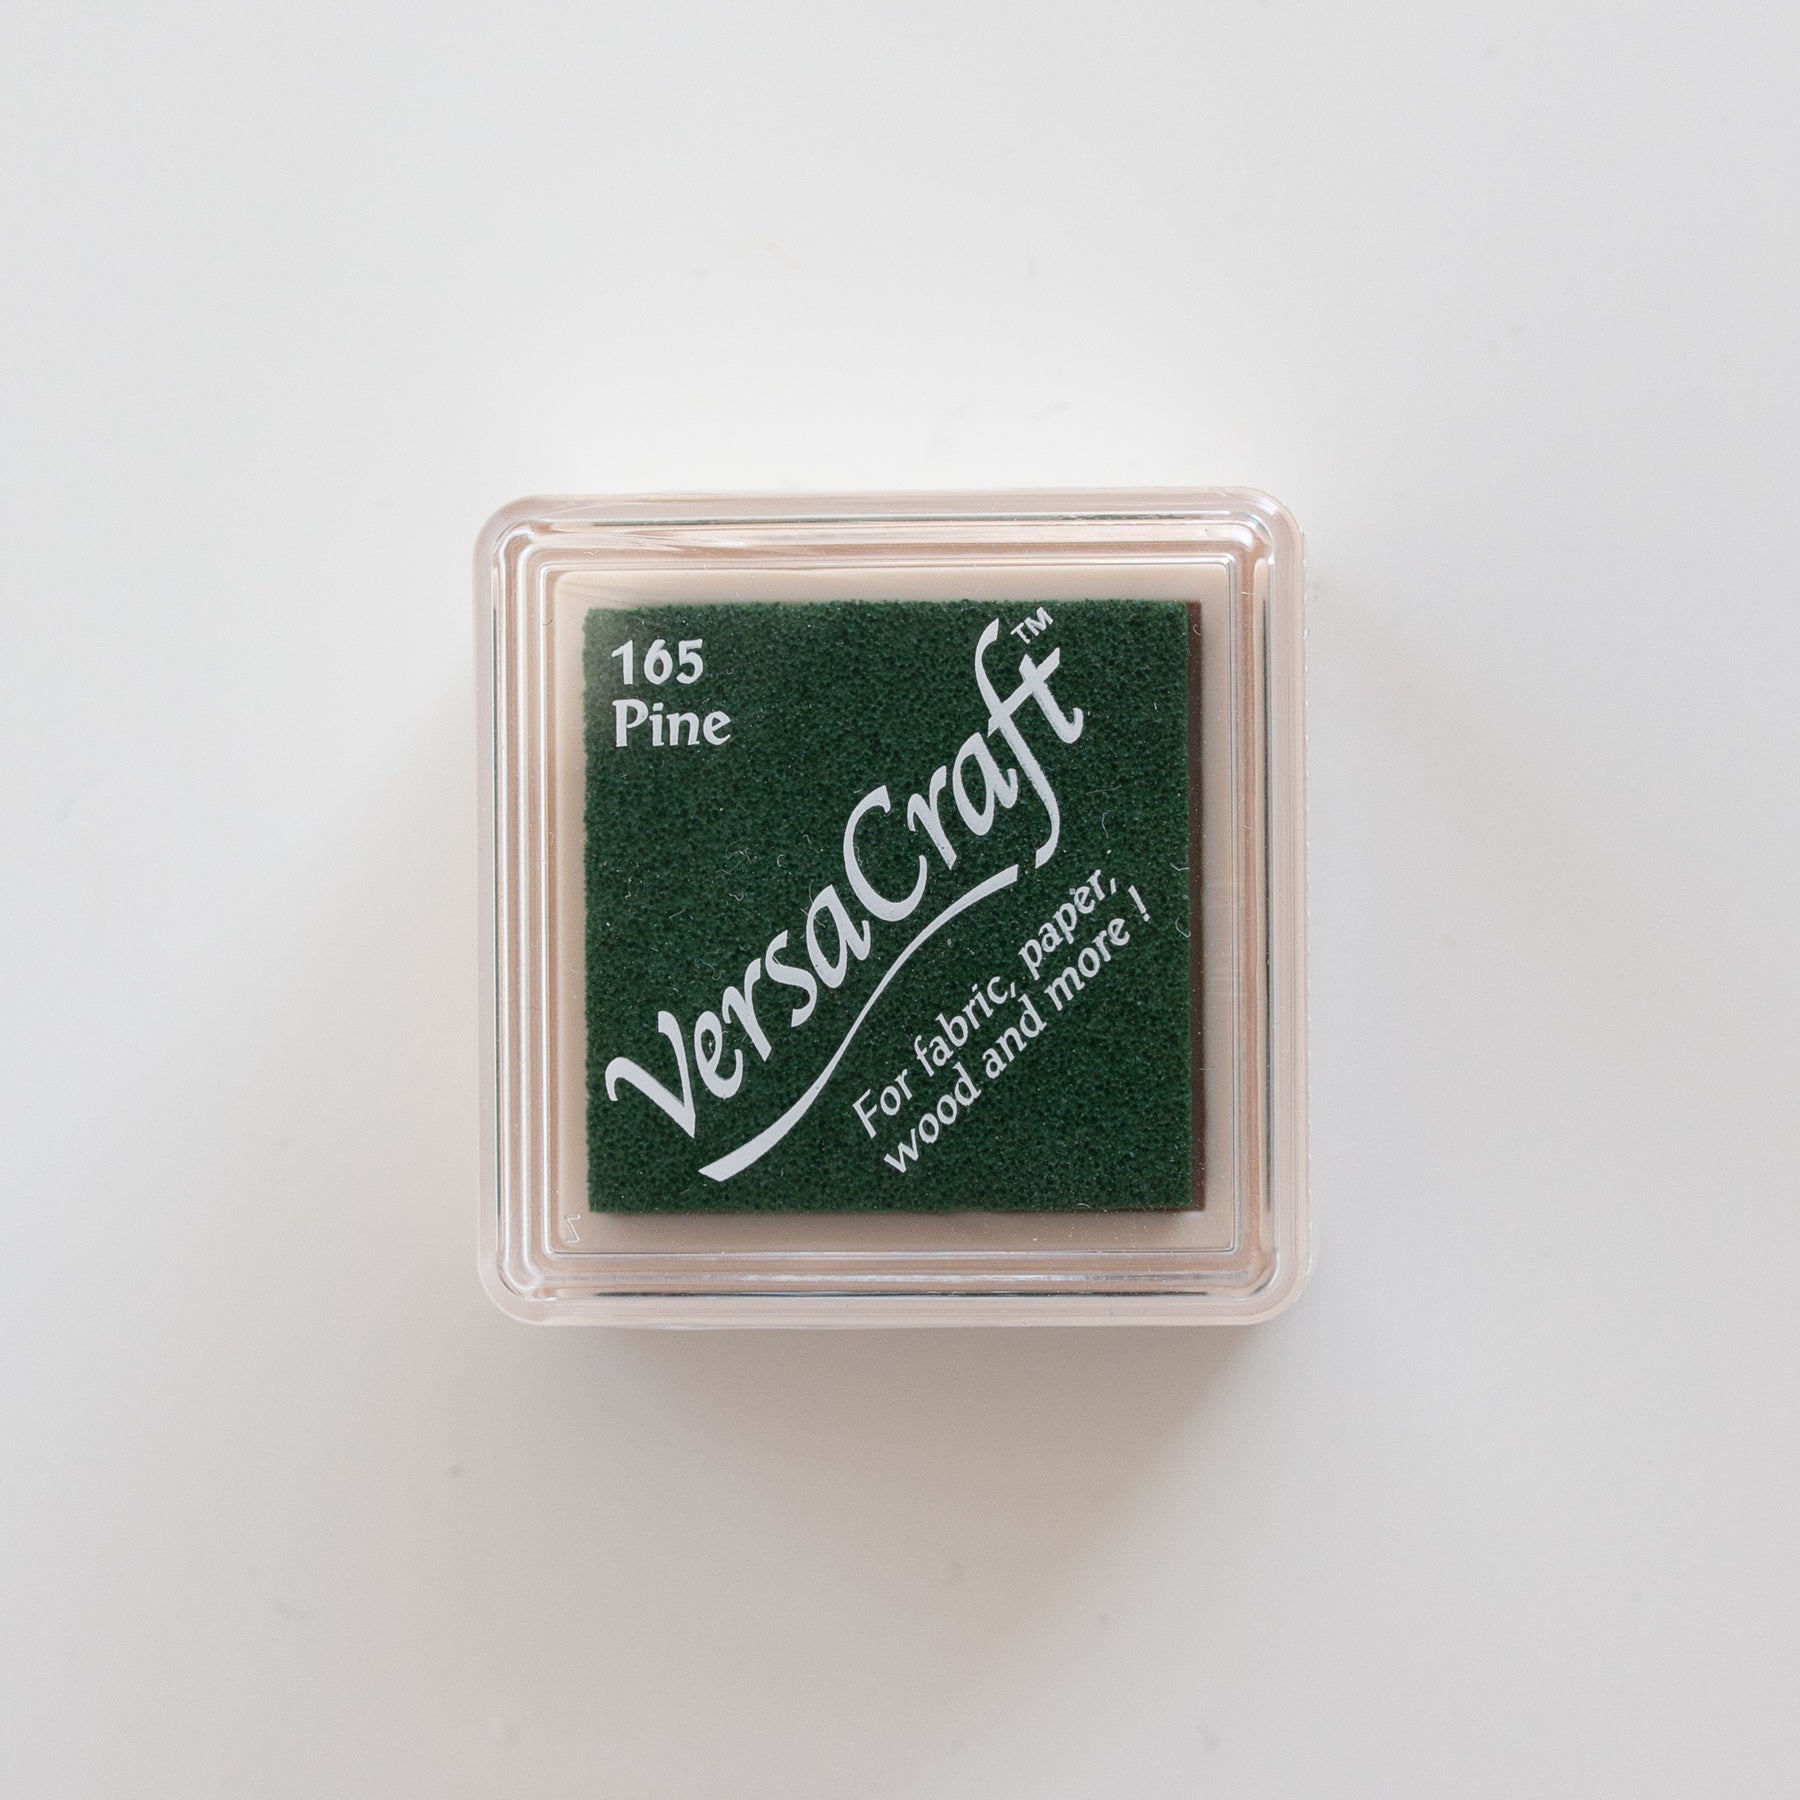 165
Pine
VersaCraft™
For fabric, paper,
wood and more !